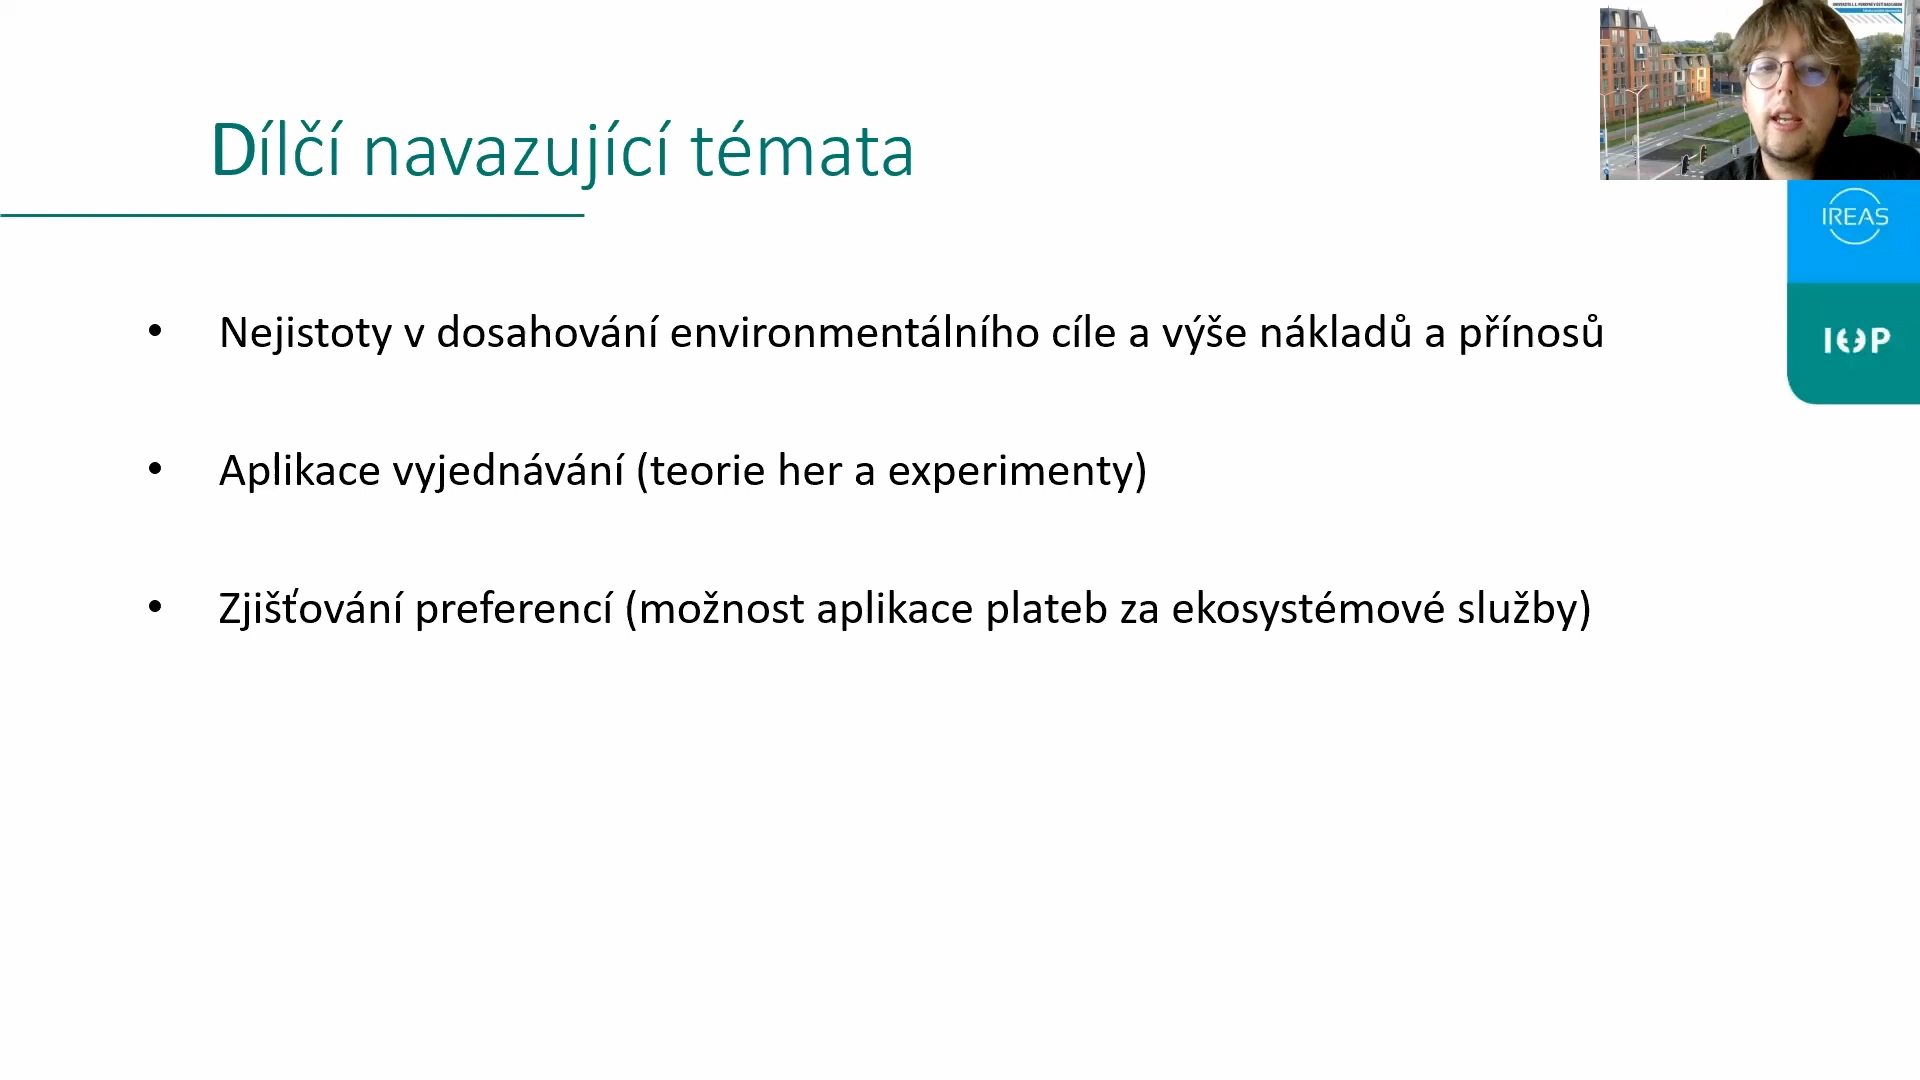 Dílčí navazující témata
• Nejistoty v dosahování environmentálního cíle a výše nákladů a přínosů
• Aplikace vyjednávání (teorie her a experimenty)
• Zjišťování preferencí (možnost aplikace plateb za ekosystémové služby)
IREAS